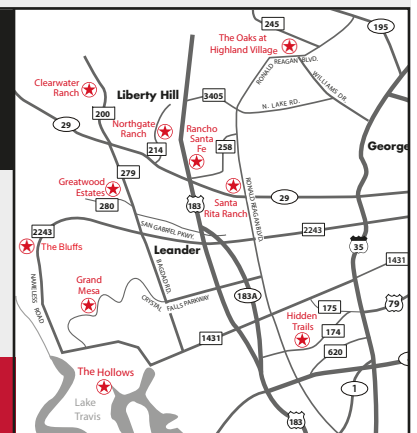 245
195
The Oaks at
Highland Village
RONALD REAGAN BLVD.
WILLIAMS DR.
Clearwater
Ranch
Liberty Hill
3405
N. LAKE RD.
200
29
Northgate
Ranch
Rancho
Santa
Fe
214
258
George
279
Greatwood
Estates
280
183
Santa
Rita Ranch
RONALD REAGAN BLVD.
29
2243
SAN GABREL PKWY.
2243
The Bluffs
Leander
35
1431
NAMELESS ROAD
BAGDAD RD.
Grand
Mesa
CRYSTAL FALLS PARKWAY
183A
175
79
Hidden
Trails
174
1431
620
The Hollows
Lake
Travis
1
183